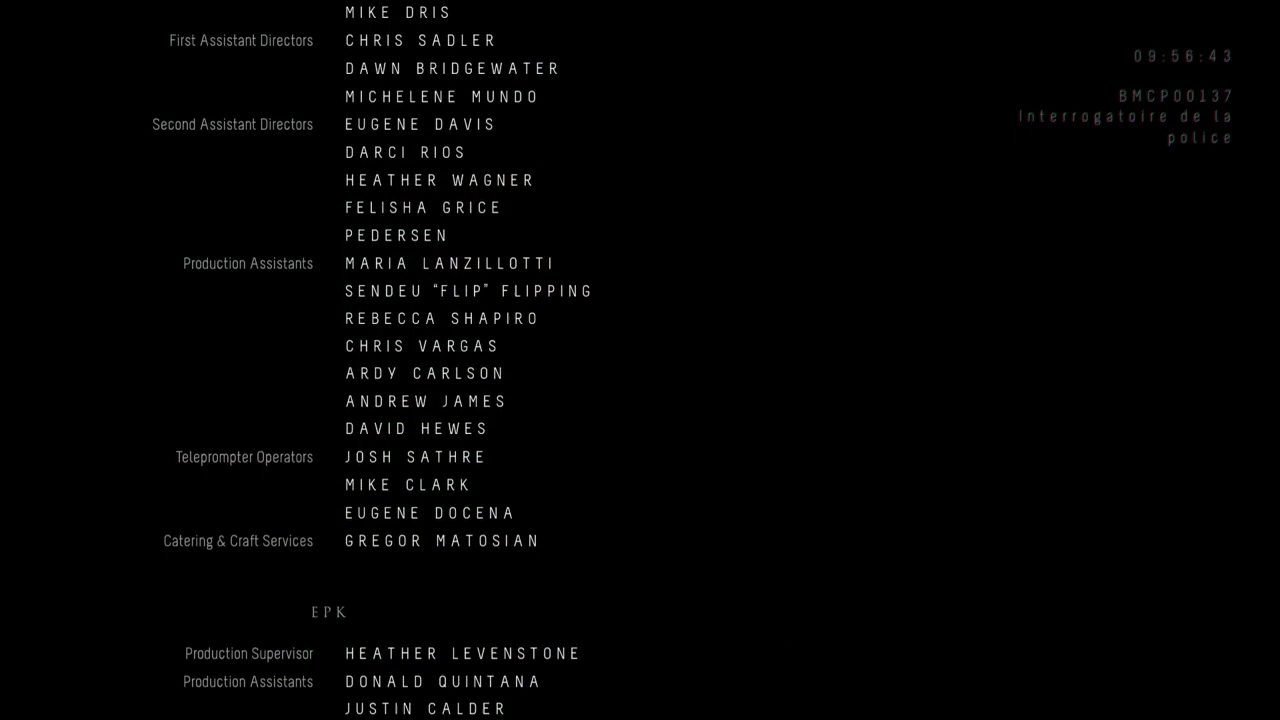 MIKE DRIS
First Assistant Directors CHRIS SADLER
DAWN BRIDGEWATER
MICHELENE MUNDO
Second Assistant Directors EUGENE DAVIS
DARCI RIOS
HEATHER WAGNER
FELISHA GRICE
PEDERSEN
Production Assistants MARIA LANZILLOTTI
SENDEU “FLIP” FLIPPING
REBECCA SHAPIRO
CHRIS VARGAS
ARDY CARLSON
ANDREW JAMES
DAVID HEWES
Teleprompter Operators JOSH SATHRE
MIKE CLARK
EUGENE DOCENA
Catering & Craft Services GREGOR MATOSIAN
EPK
Production Supervisor HEATHER LEVENSTONE
Production Assistants DONALD QUINTANA
JUSTIN CALDER
09:56:43
BMCP00137
Interrogatoire de la
police